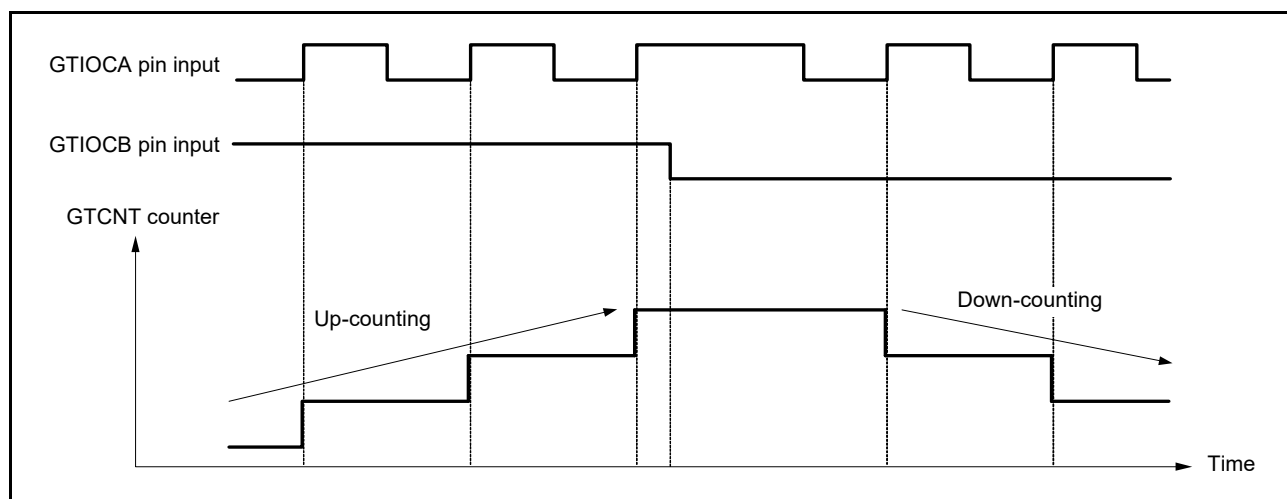 GTIOCA pin input
GTIOCB pin input
GTCNT counter
Up-counting
Down-counting
Time